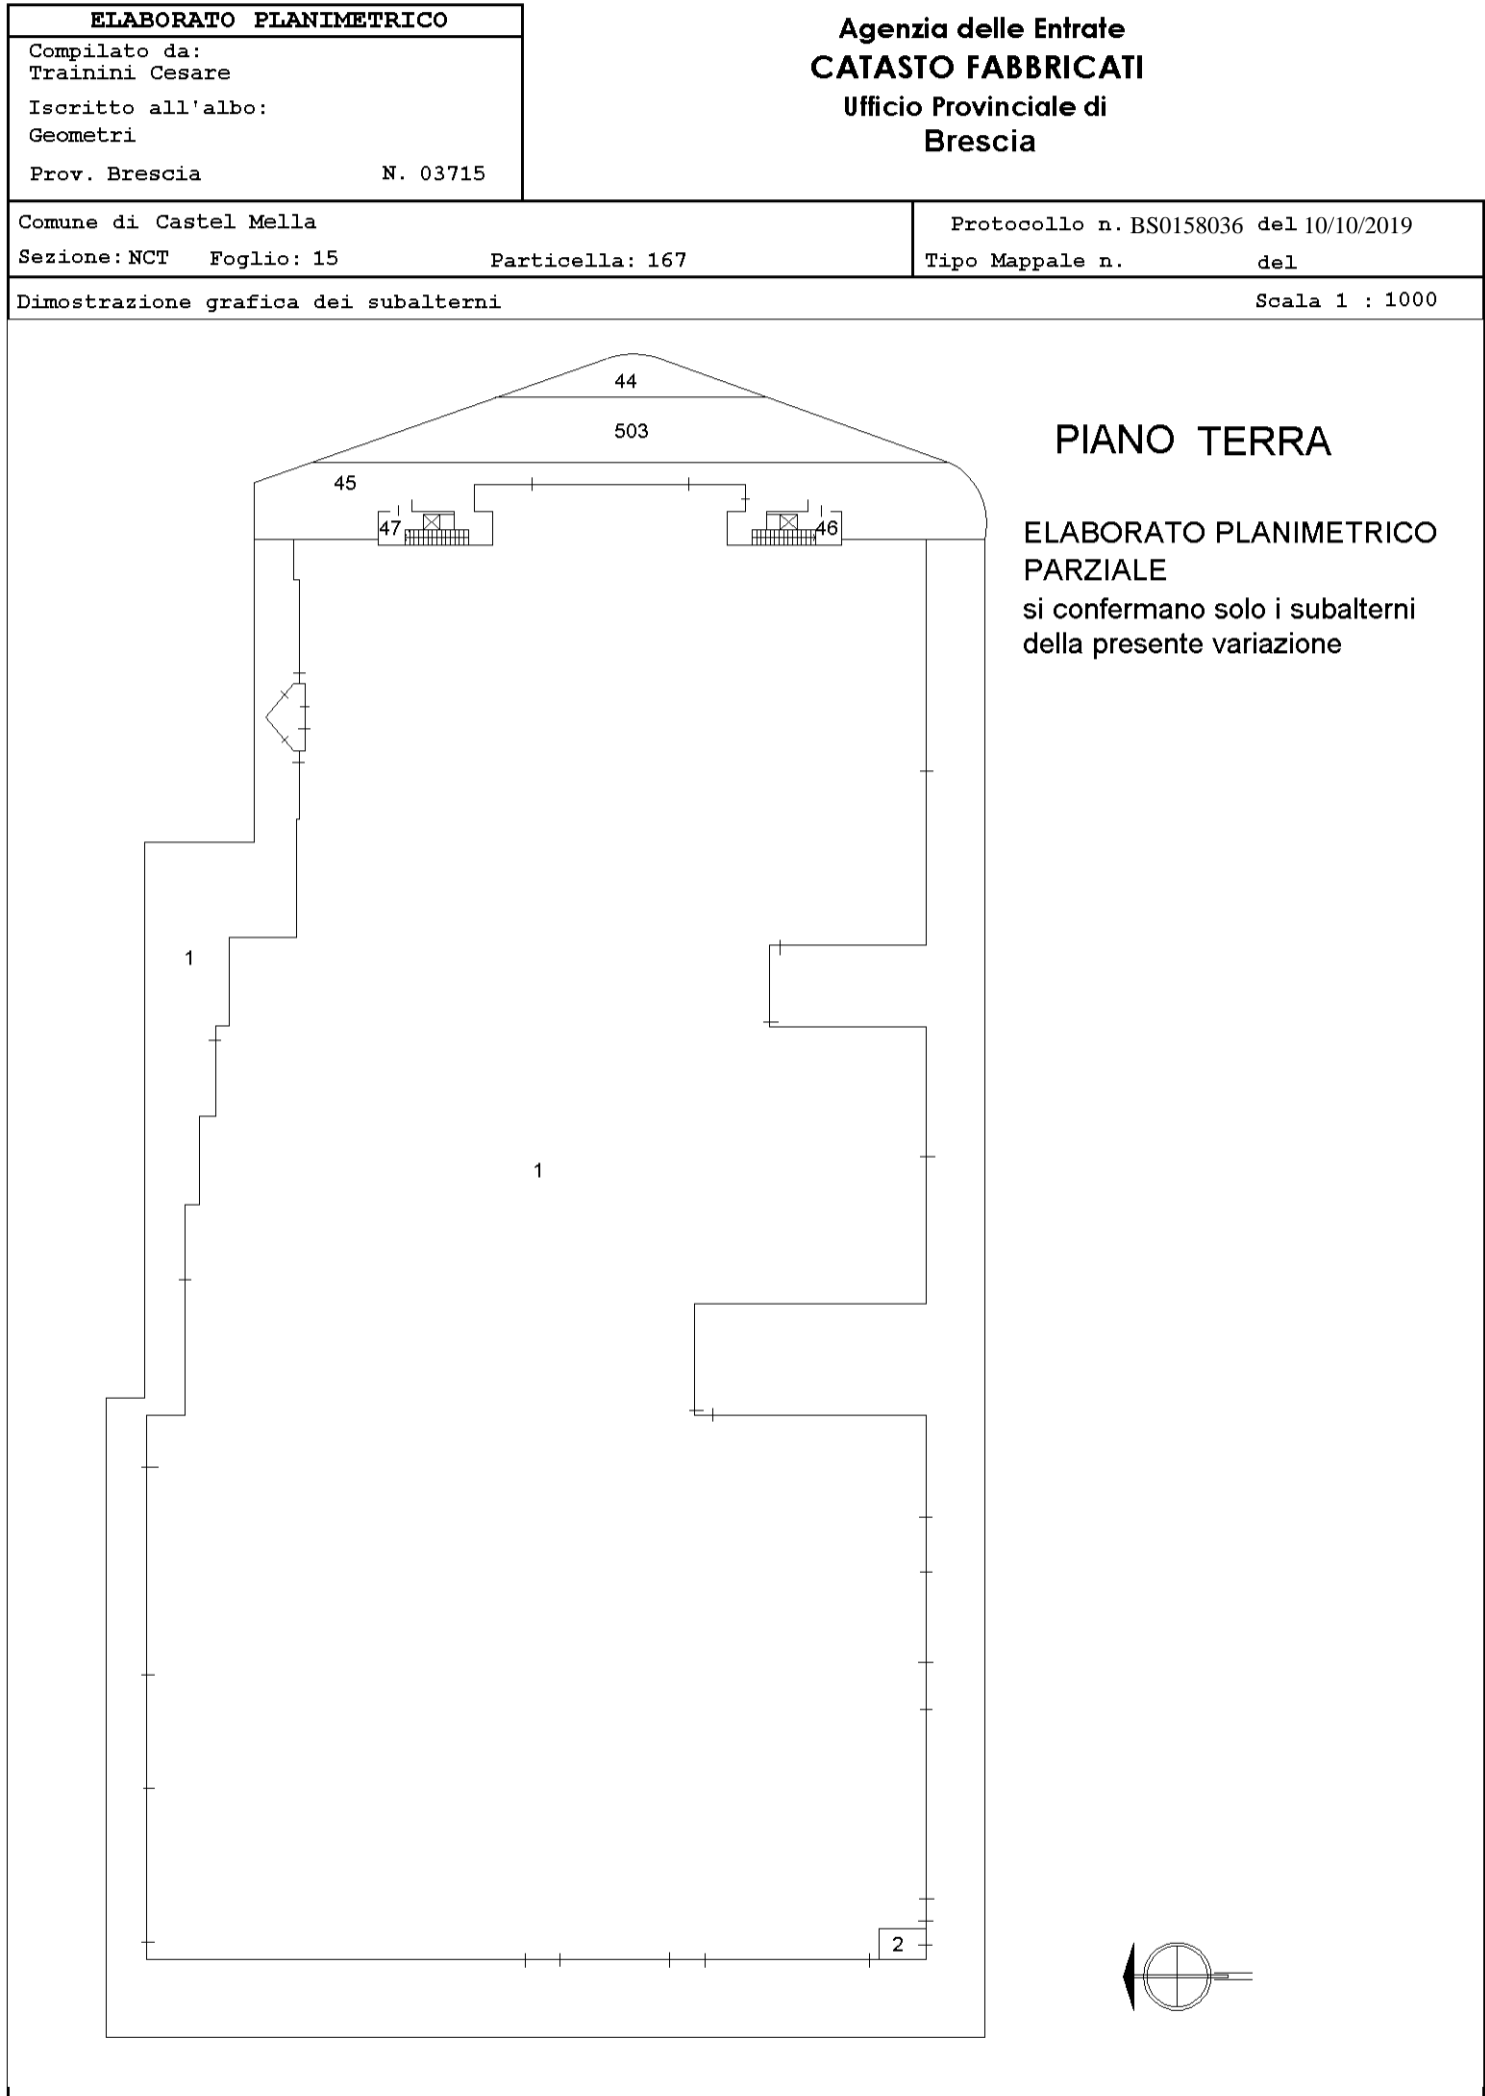 ELABORATO PLANIMETRICO
Compilato da:
Trainini Cesare
Iscritto all'albo:
Geometri
Prov. Brescia N. 03715
Agenzia delle Entrate
CATASTO FABBRICATI
Ufficio Provinciale di
Brescia
Comune di Castel Mella
Sezione: NCT Foglio: 15 Particella: 167
Protocollo n. BS0158036 del 10/10/2019
Tipo Mappale n. del
Dimostrazione grafica dei subalterni Scala 1 : 1000
44
503
45
47
46
PIANO TERRA
ELABORATO PLANIMETRICO
PARZIALE
si confermano solo i subalterni
della presente variazione
1
1
2